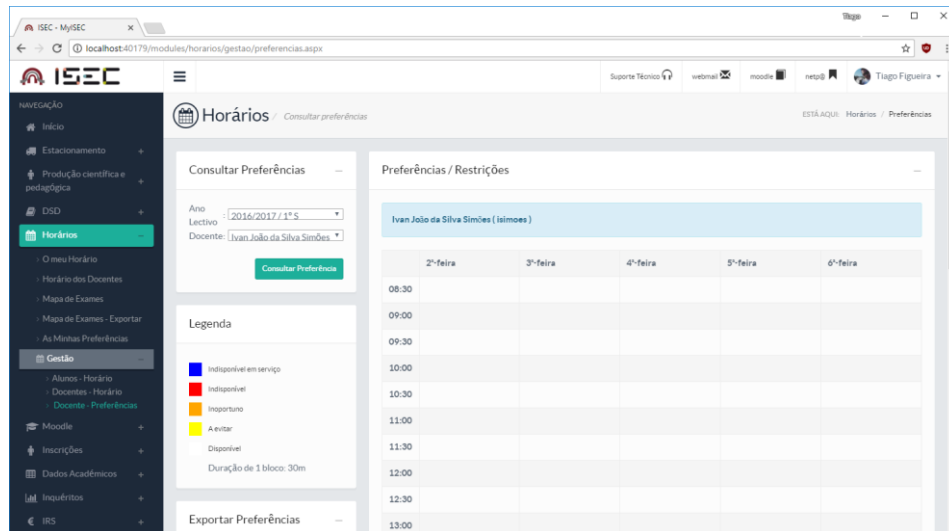 Tiago
ISEC - MyISEC
localhost:40179/modules/horarios/gestao/preferencias.aspx
ISEC
Suporte Técnico
webmail
moodle
netp@
Tiago Figueira
NAVEGAÇÃO
Início
Estacionamento +
Produção científica e
pedagógica +
DSD +
Horários −
> O meu Horário
> Horário dos Docentes
> Mapa de Exames
> Mapa de Exames - Exportar
> As Minhas Preferências
Gestão −
> Alunos - Horário
> Docentes - Horário
> Docente - Preferências
Moodle +
Inscrições +
Dados Académicos +
Inquéritos +
€ IRS +
Horários / Consultar preferências
ESTÁ AQUI: Horários / Preferências
Consultar Preferências −
Ano
Lectivo : 2016/2017 / 1º S
Docente: Ivan João da Silva Simões
Consultar Preferência
Legenda
Indisponível em serviço
Indisponível
Inoportuno
A evitar
Disponível
Duração de 1 bloco: 30m
Exportar Preferências −
Preferências / Restrições −
Ivan João da Silva Simões ( isimoes )
2ª-feira 3ª-feira 4ª-feira 5ª-feira 6ª-feira
08:30
09:00
09:30
10:00
10:30
11:00
11:30
12:00
12:30
13:00